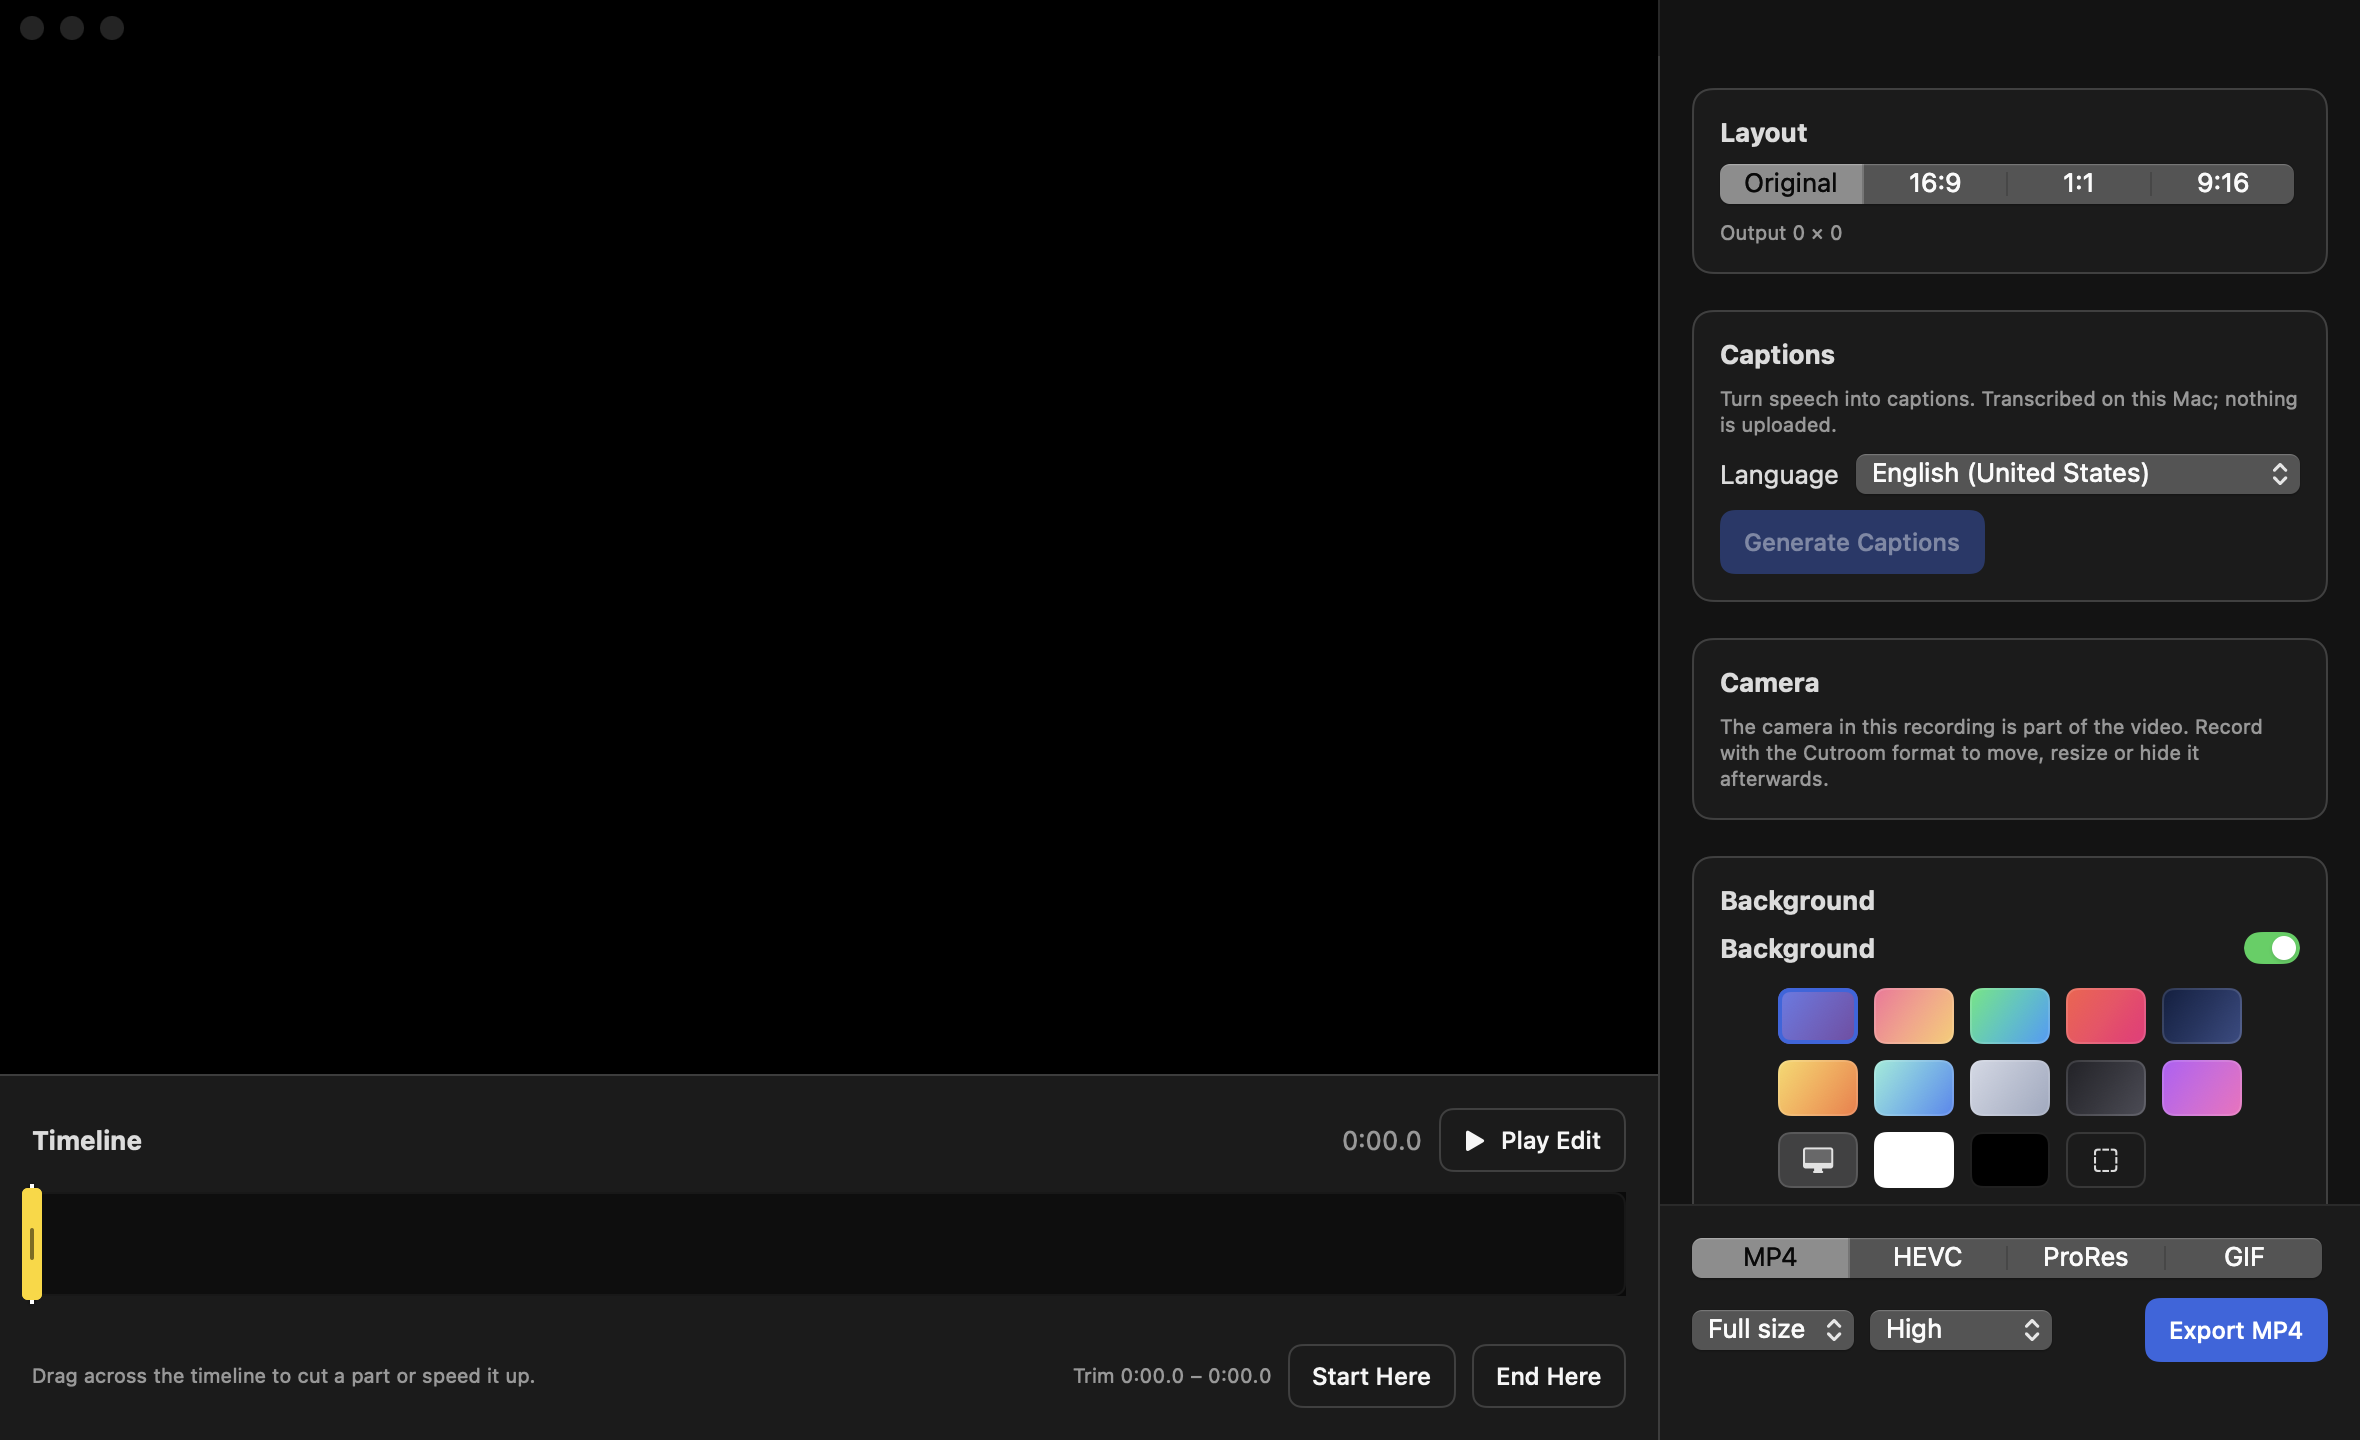 Layout
Original 16:9 1:1 9:16
Output 0 × 0
Captions
Turn speech into captions. Transcribed on this Mac; nothing
is uploaded.
Language English (United States)
Generate Captions
Camera
The camera in this recording is part of the video. Record
with the Cutroom format to move, resize or hide it
afterwards.
Background
Background
Timeline 0:00.0 Play Edit
Drag across the timeline to cut a part or speed it up. Trim 0:00.0 – 0:00.0 Start Here End Here
MP4 HEVC ProRes GIF
Full size High Export MP4